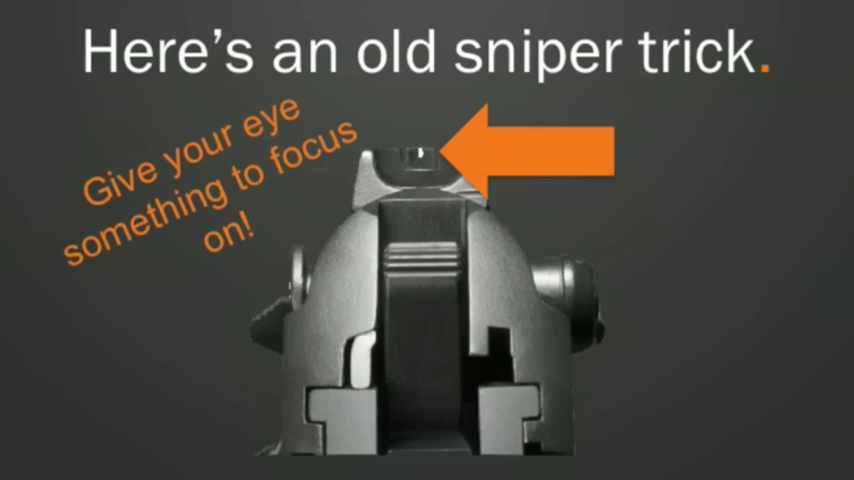 Here's an old sniper trick.
Give your eye
something to focus
on!